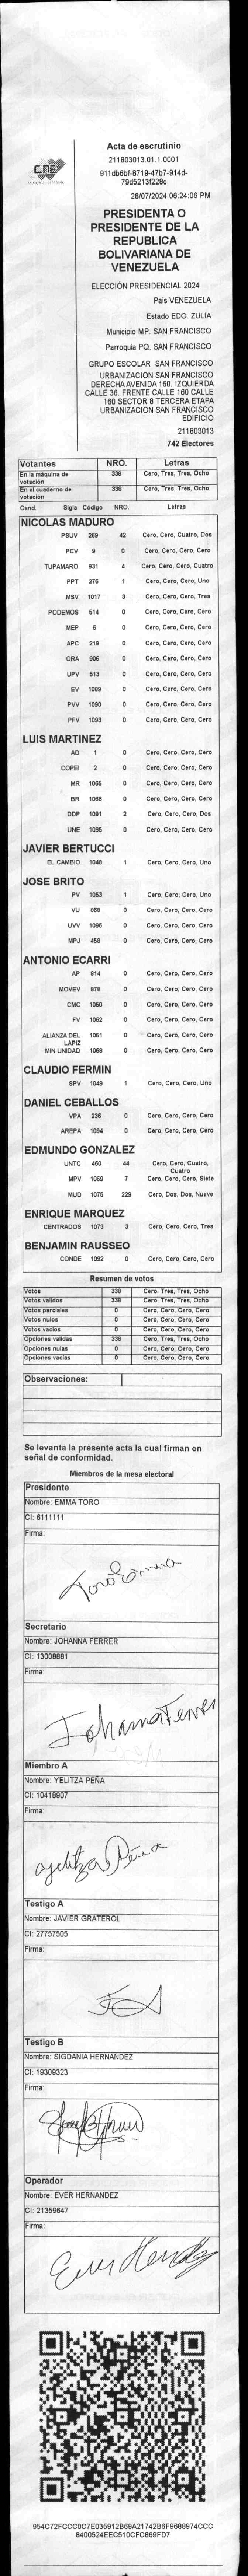 CNE
Acta de escrutinio
211803013.01.1.0001
911db6bf-8719-47b7-914d-
79d5213f228c
28/07/2024 06:24:06 PM
PRESIDENTA O
PRESIDENTE DE LA
REPUBLICA
BOLIVARIANA DE
VENEZUELA
ELECCIÓN PRESIDENCIAL 2024
País VENEZUELA
Estado EDO. ZULIA
Municipio MP. SAN FRANCISCO
Parroquia PQ. SAN FRANCISCO
GRUPO ESCOLAR SAN FRANCISCO
URBANIZACION SAN FRANCISCO
DERECHA AVENIDA 160. IZQUIERDA
CALLE 36. FRENTE CALLE 160 CALLE
160 SECTOR 8 TERCERA ETAPA
URBANIZACION SAN FRANCISCO
EDIFICIO
211803013
742 Electores
Votantes NRO. Letras
En la máquina de votación 338 Cero, Tres, Tres, Ocho
En el cuaderno de votación 338 Cero, Tres, Tres, Ocho
Cand. Sigla Código NRO. Letras
NICOLAS MADURO
PSUV 269 42 Cero, Cero, Cuatro, Dos
PCV 9 0 Cero, Cero, Cero, Cero
TUPAMARO 931 4 Cero, Cero, Cero, Cuatro
PPT 276 1 Cero, Cero, Cero, Uno
MSV 1017 3 Cero, Cero, Cero, Tres
PODEMOS 514 0 Cero, Cero, Cero, Cero
MEP 6 0 Cero, Cero, Cero, Cero
APC 219 0 Cero, Cero, Cero, Cero
ORA 906 0 Cero, Cero, Cero, Cero
UPV 513 0 Cero, Cero, Cero, Cero
EV 1089 0 Cero, Cero, Cero, Cero
PVV 1090 0 Cero, Cero, Cero, Cero
PFV 1093 0 Cero, Cero, Cero, Cero
LUIS MARTINEZ
AD 1 0 Cero, Cero, Cero, Cero
COPEI 2 0 Cero, Cero, Cero, Cero
MR 1065 0 Cero, Cero, Cero, Cero
BR 1066 0 Cero, Cero, Cero, Cero
DDP 1091 2 Cero, Cero, Cero, Dos
UNE 1095 0 Cero, Cero, Cero, Cero
JAVIER BERTUCCI
EL CAMBIO 1048 1 Cero, Cero, Cero, Uno
JOSE BRITO
PV 1053 1 Cero, Cero, Cero, Uno
VU 868 0 Cero, Cero, Cero, Cero
UVV 1096 0 Cero, Cero, Cero, Cero
MPJ 458 0 Cero, Cero, Cero, Cero
ANTONIO ECARRI
AP 814 0 Cero, Cero, Cero, Cero
MOVEV 878 0 Cero, Cero, Cero, Cero
CMC 1050 0 Cero, Cero, Cero, Cero
FV 1052 0 Cero, Cero, Cero, Cero
ALIANZA DEL LAPIZ 1051 0 Cero, Cero, Cero, Cero
MIN UNIDAD 1058 0 Cero, Cero, Cero, Cero
CLAUDIO FERMIN
SPV 1049 1 Cero, Cero, Cero, Uno
DANIEL CEBALLOS
VPA 236 0 Cero, Cero, Cero, Cero
AREPA 1094 0 Cero, Cero, Cero, Cero
EDMUNDO GONZALEZ
UNTC 460 44 Cero, Cero, Cuatro, Cuatro
MPV 1069 7 Cero, Cero, Cero, Siete
MUD 1075 229 Cero, Dos, Dos, Nueve
ENRIQUE MARQUEZ
CENTRADOS 1073 3 Cero, Cero, Cero, Tres
BENJAMIN RAUSSEO
CONDE 1092 0 Cero, Cero, Cero, Cero
Resumen de votos
Votos 338 Cero, Tres, Tres, Ocho
Votos validos 338 Cero, Tres, Tres, Ocho
Votos parciales 0 Cero, Cero, Cero, Cero
Votos nulos 0 Cero, Cero, Cero, Cero
Votos vacios 0 Cero, Cero, Cero, Cero
Opciones validas 338 Cero, Tres, Tres, Ocho
Opciones nulas 0 Cero, Cero, Cero, Cero
Opciones vacias 0 Cero, Cero, Cero, Cero
Observaciones:
Se levanta la presente acta la cual firman en
señal de conformidad.
Miembros de la mesa electoral
Presidente
Nombre: EMMA TORO
CI: 6111111
Firma:
Toro Emma
Secretario
Nombre: JOHANNA FERRER
CI: 13008881
Firma:
Johanna Ferrer
Miembro A
Nombre: YELITZA PEÑA
CI: 10418907
Firma:
yelitza Peña
Testigo A
Nombre: JAVIER GRATEROL
CI: 27757505
Firma:
Testigo B
Nombre: SIGDANIA HERNANDEZ
CI: 19309323
Firma:
Operador
Nombre: EVER HERNANDEZ
CI: 21359647
Firma:
Ever Hernandez
954C72FCCC0C7E035912B69A21742B6F9688974CCC
8400524EEC510CFC869FD7